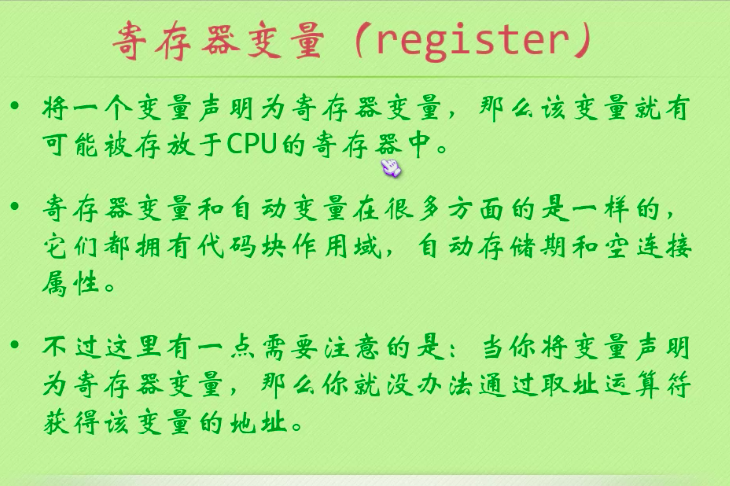 寄存器变量（register）
• 将一个变量声明为寄存器变量，那么该变量就有
可能被存放于CPU的寄存器中。
• 寄存器变量和自动变量在很多方面的是一样的，
它们都拥有代码块作用域，自动存储期和空连接
属性。
• 不过这里有一点需要注意的是：当你将变量声明
为寄存器变量，那么你就没办法通过取址运算符
获得该变量的地址。